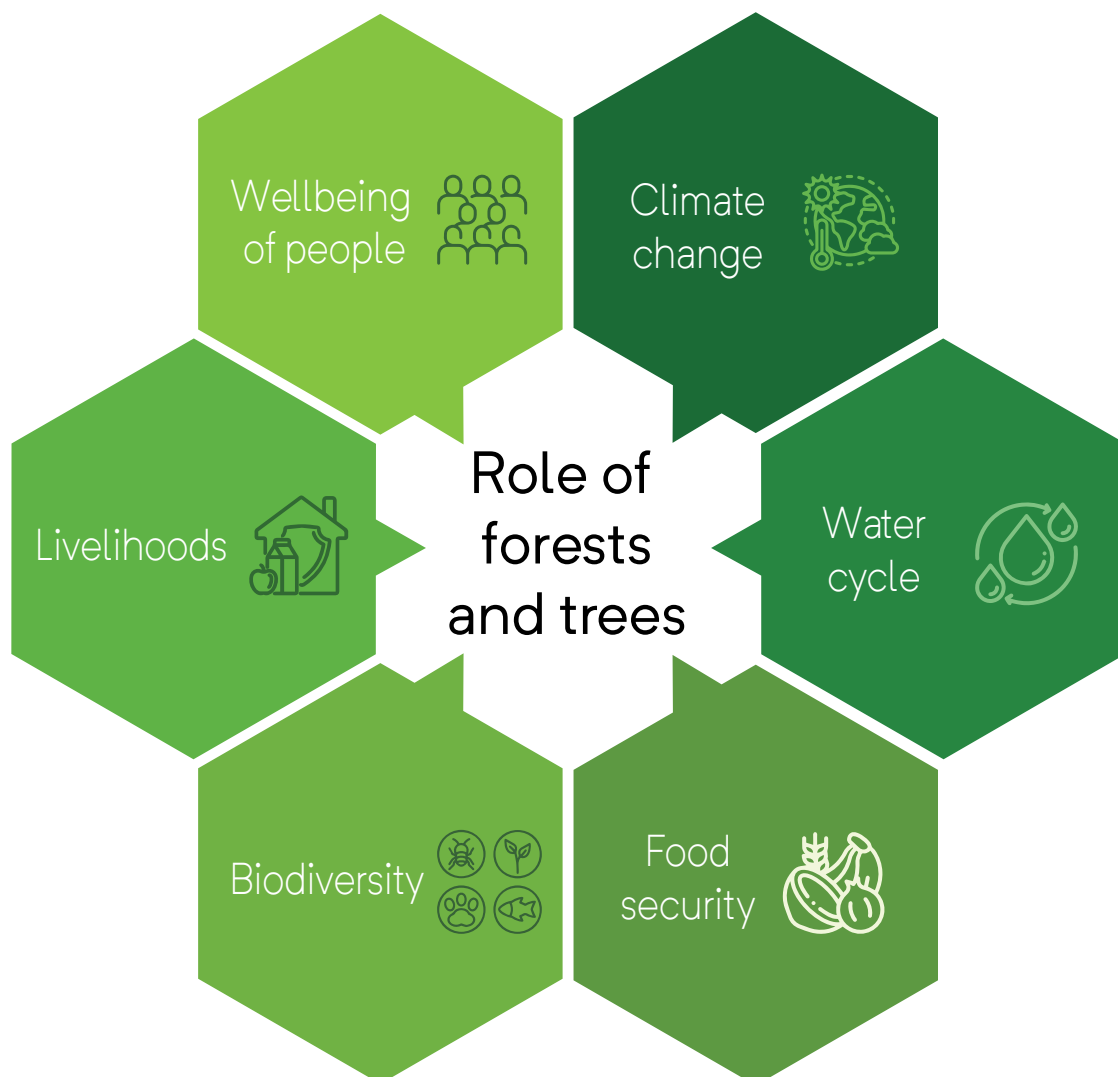 Wellbeing
of people
Climate
change
Livelihoods
Role of
forests
and trees
Water
cycle
Biodiversity
Food
security